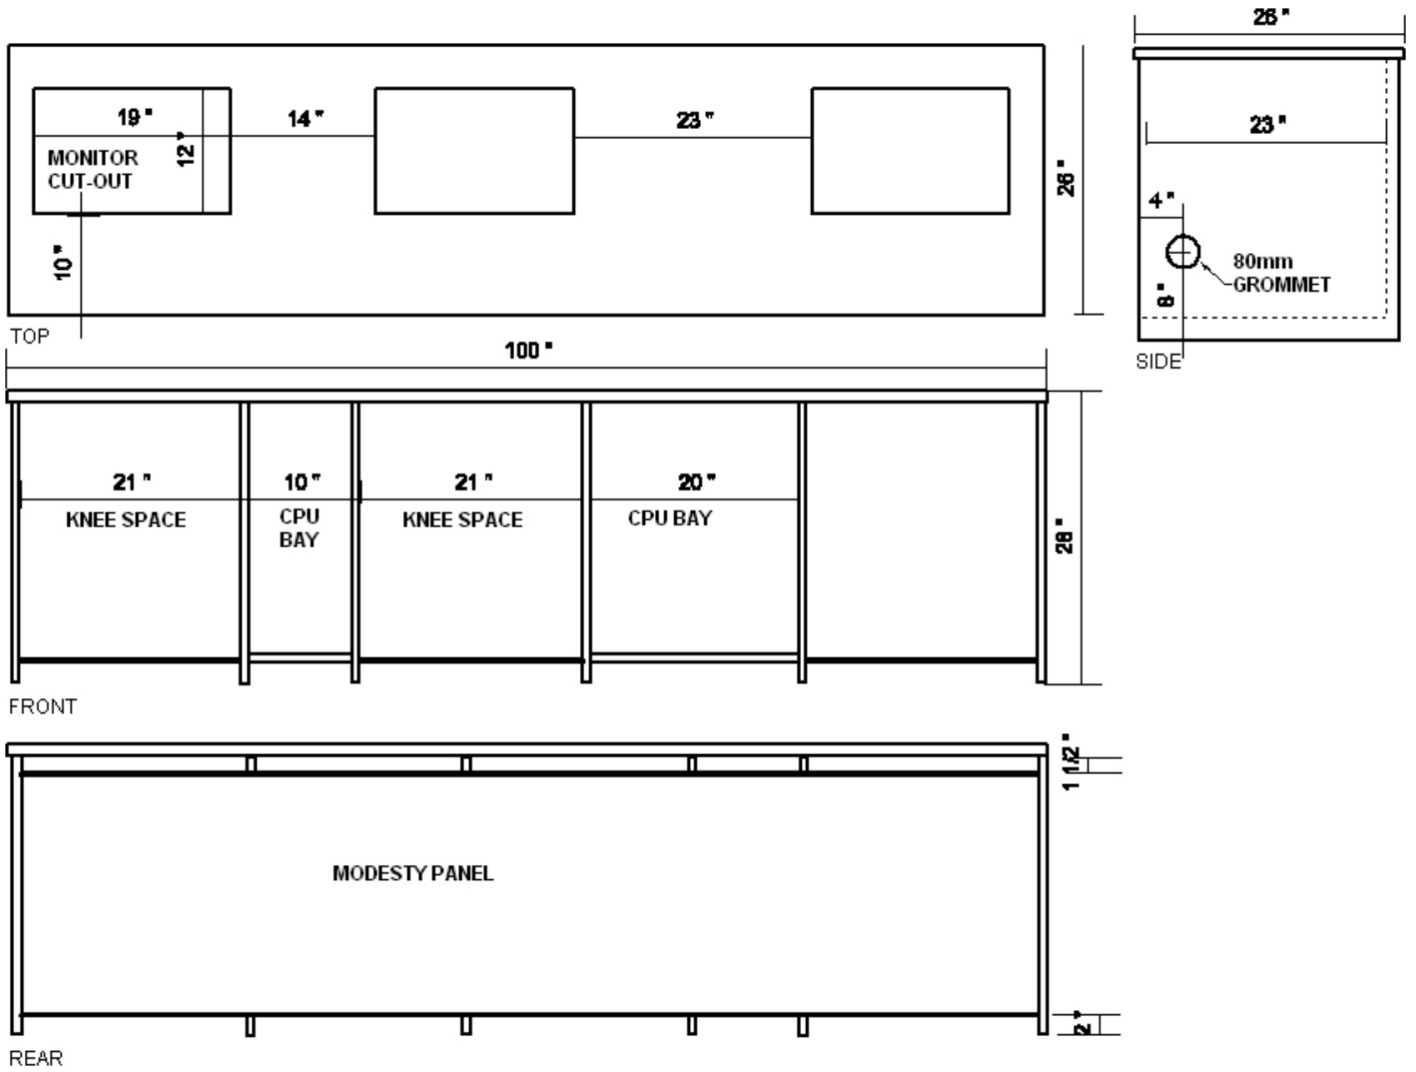 26 "
19 "
14 "
23 "
12 "
MONITOR
CUT-OUT
10 "
26 "
TOP
23 "
4 "
80mm
GROMMET
8 "
SIDE
100 "
21 "
KNEE SPACE
10 "
CPU
BAY
21 "
KNEE SPACE
20 "
CPU BAY
28 "
FRONT
1 1/2 "
MODESTY PANEL
2 "
REAR